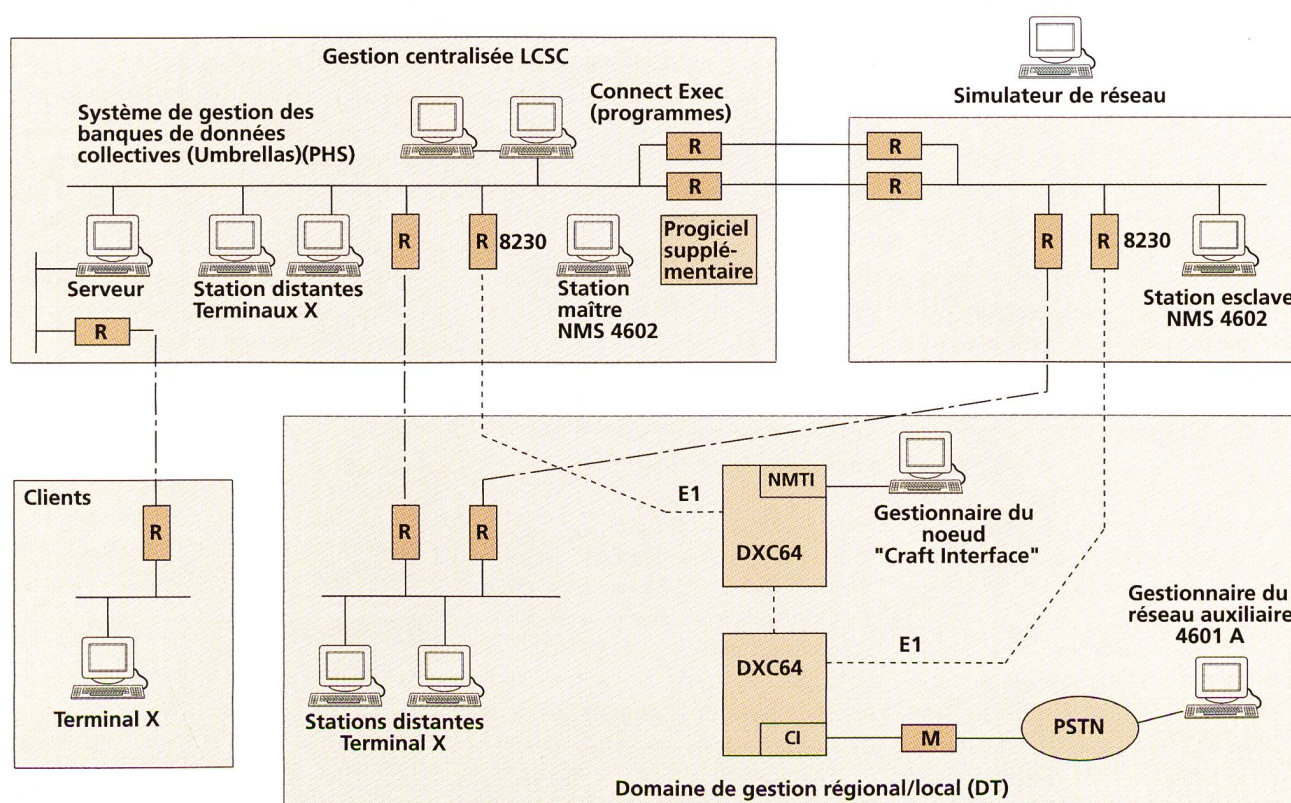 Gestion centralisée LCSC
Système de gestion des
banques de données
collectives (Umbrellas)(PHS)
Connect Exec
(programmes)
R
R
Progiciel
supplé-
mentaire
Serveur
Station distantes
Terminaux X
R
R
8230
Station
maître
NMS 4602
R
Simulateur de réseau
R
R
R
R
8230
Station esclave
NMS 4602
Clients
R
Terminal X
R
R
Stations distantes
Terminal X
E1
NMTI
DXC64
Gestionnaire du
noeud
"Craft Interface"
DXC64
CI
E1
M
PSTN
Gestionnaire du
réseau auxiliaire
4601 A
Domaine de gestion régional/local (DT)